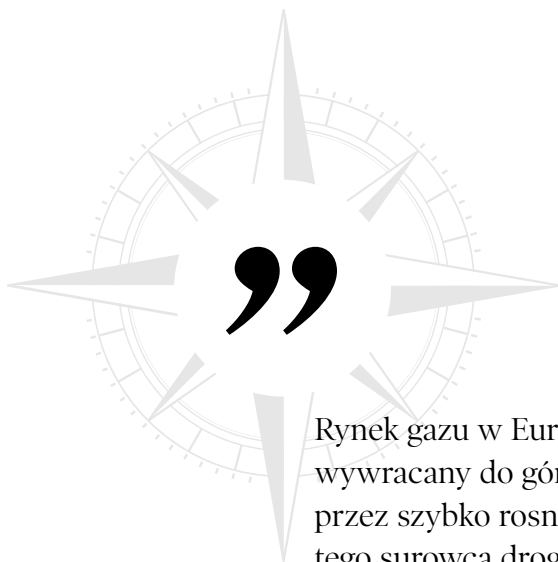 ”
Rynek gazu w Eur
wywracany do gór
przez szybko rosn
tego surowca drog